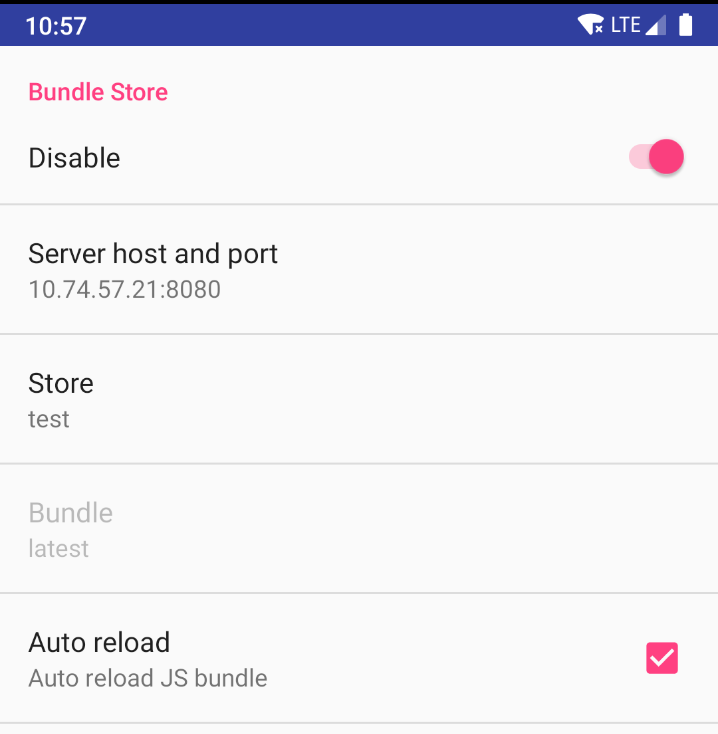 10:57 LTE
Bundle Store
Disable
Server host and port
10.74.57.21:8080
Store
test
Bundle
latest
Auto reload
Auto reload JS bundle